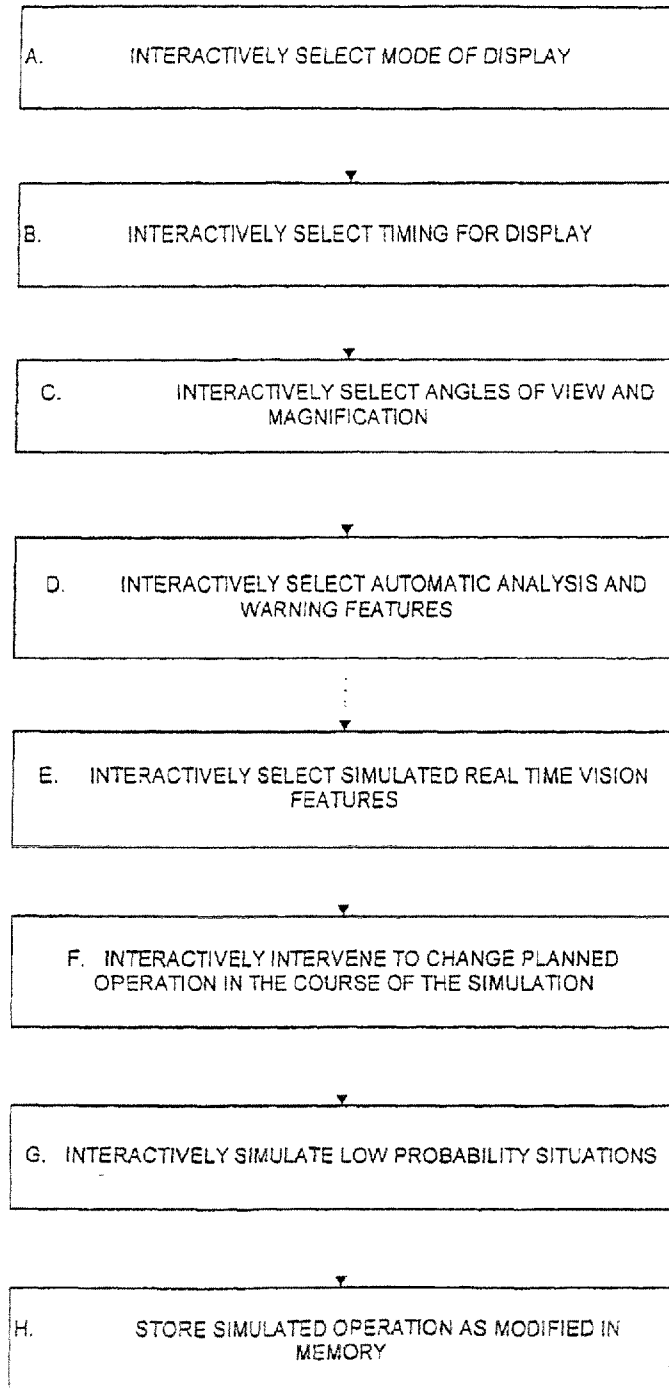 A. INTERACTIVELY SELECT MODE OF DISPLAY
B. INTERACTIVELY SELECT TIMING FOR DISPLAY
C. INTERACTIVELY SELECT ANGLES OF VIEW AND
MAGNIFICATION
D. INTERACTIVELY SELECT AUTOMATIC ANALYSIS AND
WARNING FEATURES
E. INTERACTIVELY SELECT SIMULATED REAL TIME VISION
FEATURES
F. INTERACTIVELY INTERVENE TO CHANGE PLANNED
OPERATION IN THE COURSE OF THE SIMULATION
G. INTERACTIVELY SIMULATE LOW PROBABILITY SITUATIONS
H. STORE SIMULATED OPERATION AS MODIFIED IN
MEMORY